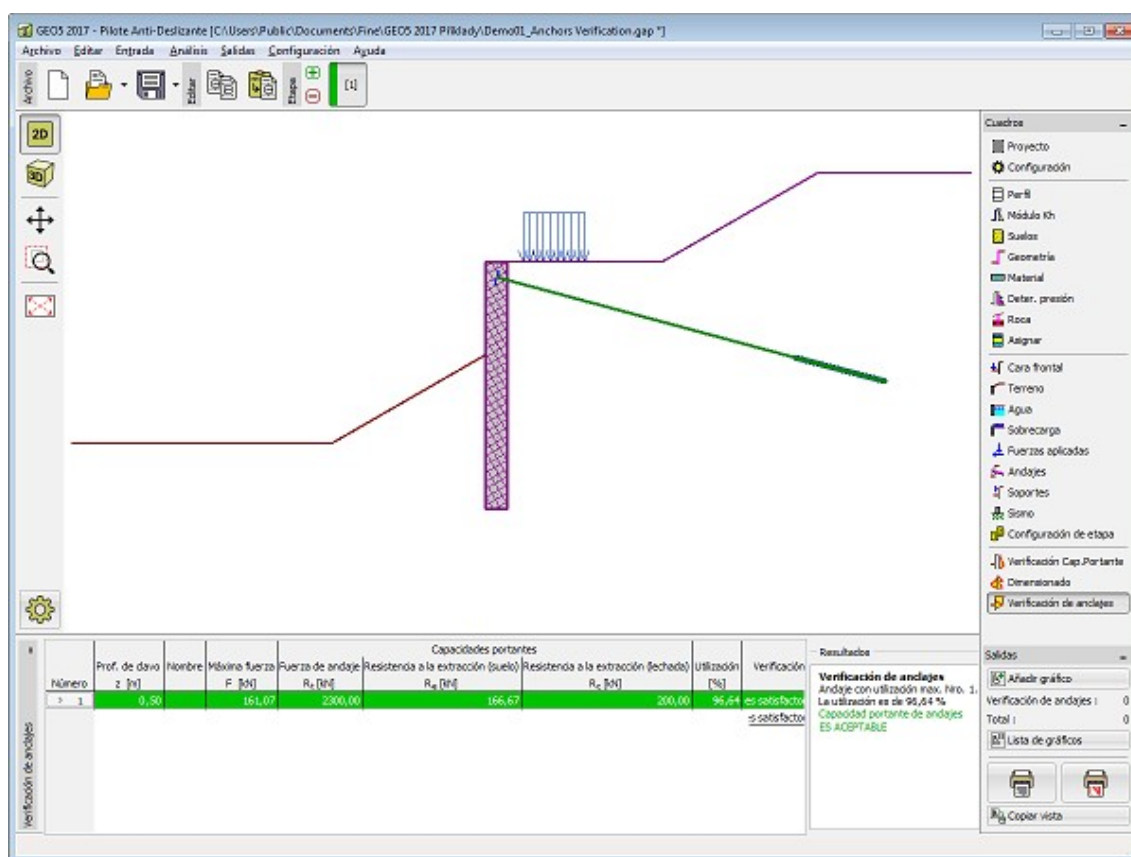 GEO5 2017 - Pilote Anti-Deslizante [C:\Users\Public\Documents\Fine\GEO5 2017 Příklady\Demo01_Anchors Verification.gap *]
Archivo Editar Entrada Análisis Salidas Configuración Ayuda
Archivo
Editar
Etapa
[1]
2D
3D
Cuadros
Proyecto
Configuración
Perfil
Módulo Kh
Suelos
Geometría
Material
Deter. presión
Roca
Asignar
Cara frontal
Terreno
Agua
Sobrecarga
Fuerzas aplicadas
Anclajes
Soportes
Sismo
Configuración de etapa
Verificación Cap.Portante
Dimensionado
Verificación de anclajes
Verificación de anclajes
Capacidades portantes
Prof. de clavo Nombre Máxima fuerza Fuerza de anclaje Resistencia a la extracción (suelo) Resistencia a la extracción (lechada) Utilización Verificación
Número z [m] F [kN] Rt [kN] Re [kN] Rc [kN] [%]
> 1 0,50 161,07 2300,00 166,67 200,00 96,64 es satisfacto
s satisfactor
Resultados
Verificación de anclajes
Anclaje con utilización max. Nro. 1.
La utilización es de 96,64 %
Capacidad portante de anclajes
ES ACEPTABLE
Salidas
Añadir gráfico
Verificación de anclajes : 0
Total : 0
Lista de gráficos
Copiar vista